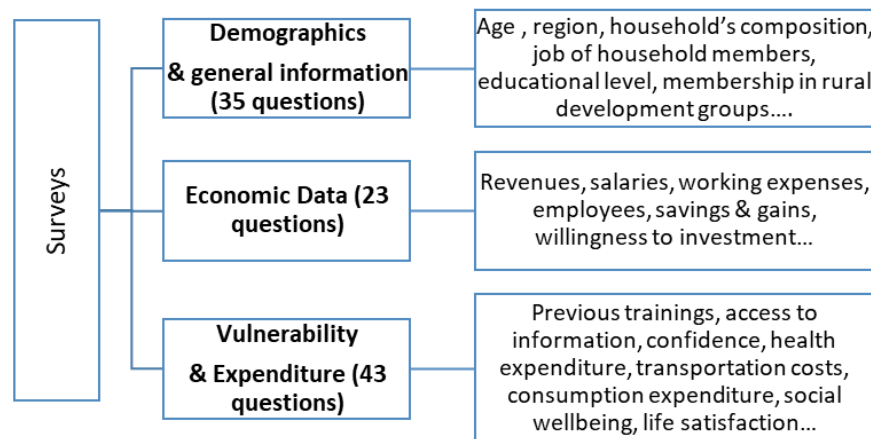 Surveys
Demographics
& general information
(35 questions)
Age , region, household’s composition,
job of household members,
educational level, membership in rural
development groups….
Economic Data (23
questions)
Revenues, salaries, working expenses,
employees, savings & gains,
willingness to investment…
Vulnerability
& Expenditure (43
questions)
Previous trainings, access to
information, confidence, health
expenditure, transportation costs,
consumption expenditure, social
wellbeing, life satisfaction…